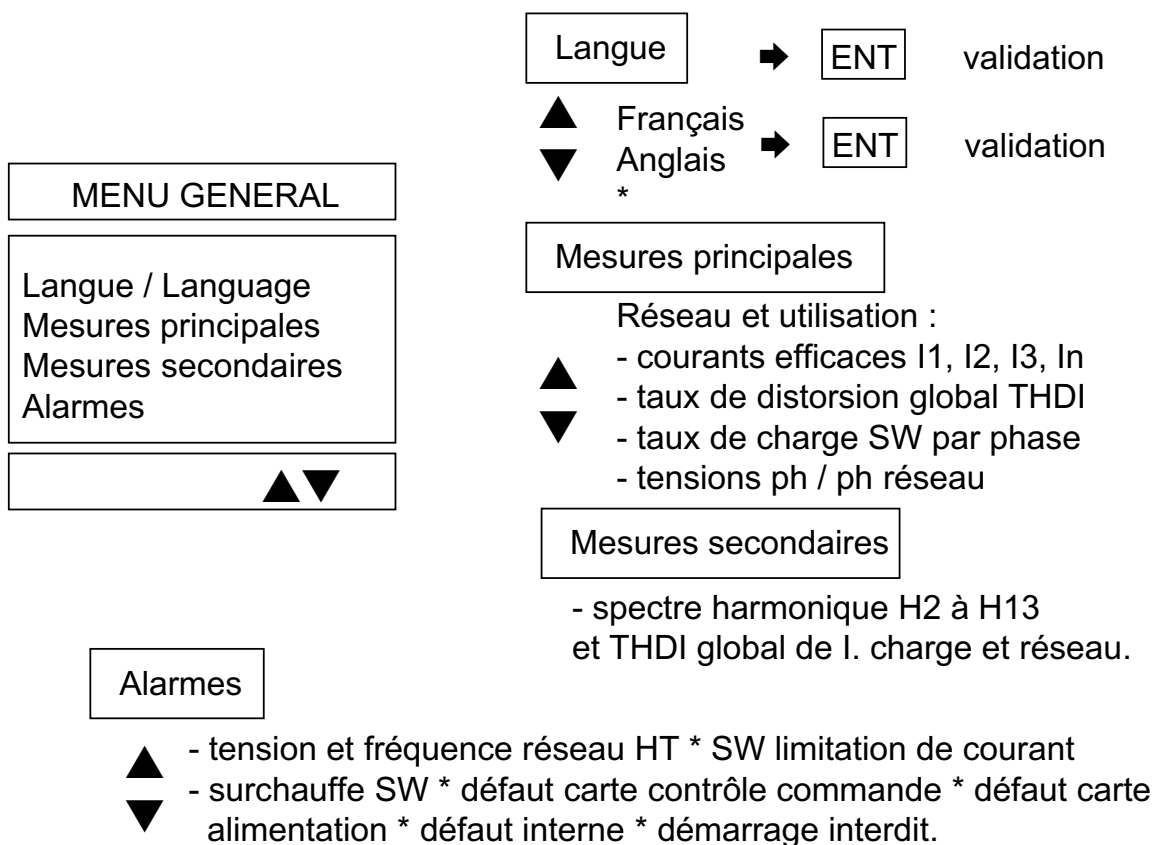 Langue ENT validation
Français
Anglais ENT validation
*
MENU GENERAL
Langue / Language
Mesures principales
Mesures secondaires
Alarmes
Mesures principales
Réseau et utilisation :
- courants efficaces I1, I2, I3, In
- taux de distorsion global THDI
- taux de charge SW par phase
- tensions ph / ph réseau
Mesures secondaires
- spectre harmonique H2 à H13
et THDI global de I. charge et réseau.
Alarmes
- tension et fréquence réseau HT * SW limitation de courant
- surchauffe SW * défaut carte contrôle commande * défaut carte
alimentation * défaut interne * démarrage interdit.